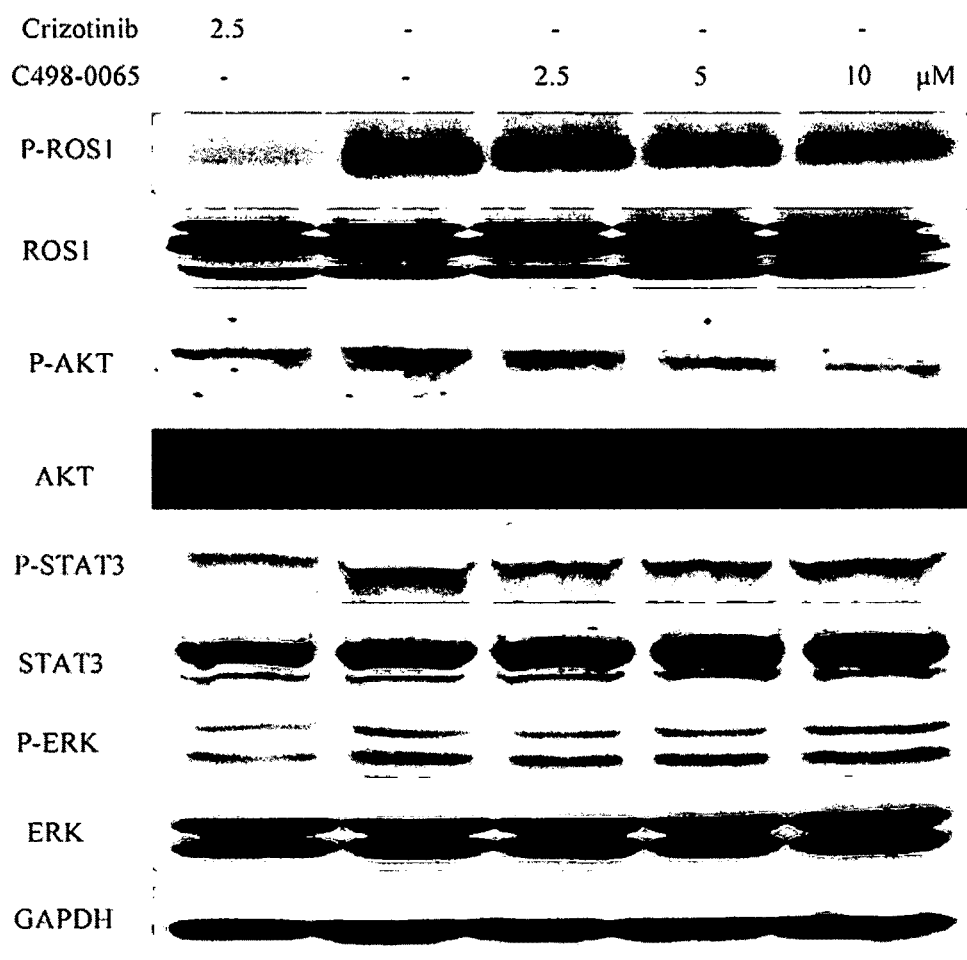 Crizotinib 2.5 - - - -
C498-0065 - - 2.5 5 10 μM
P-ROS1
ROS1
P-AKT
AKT
P-STAT3
STAT3
P-ERK
ERK
GAPDH